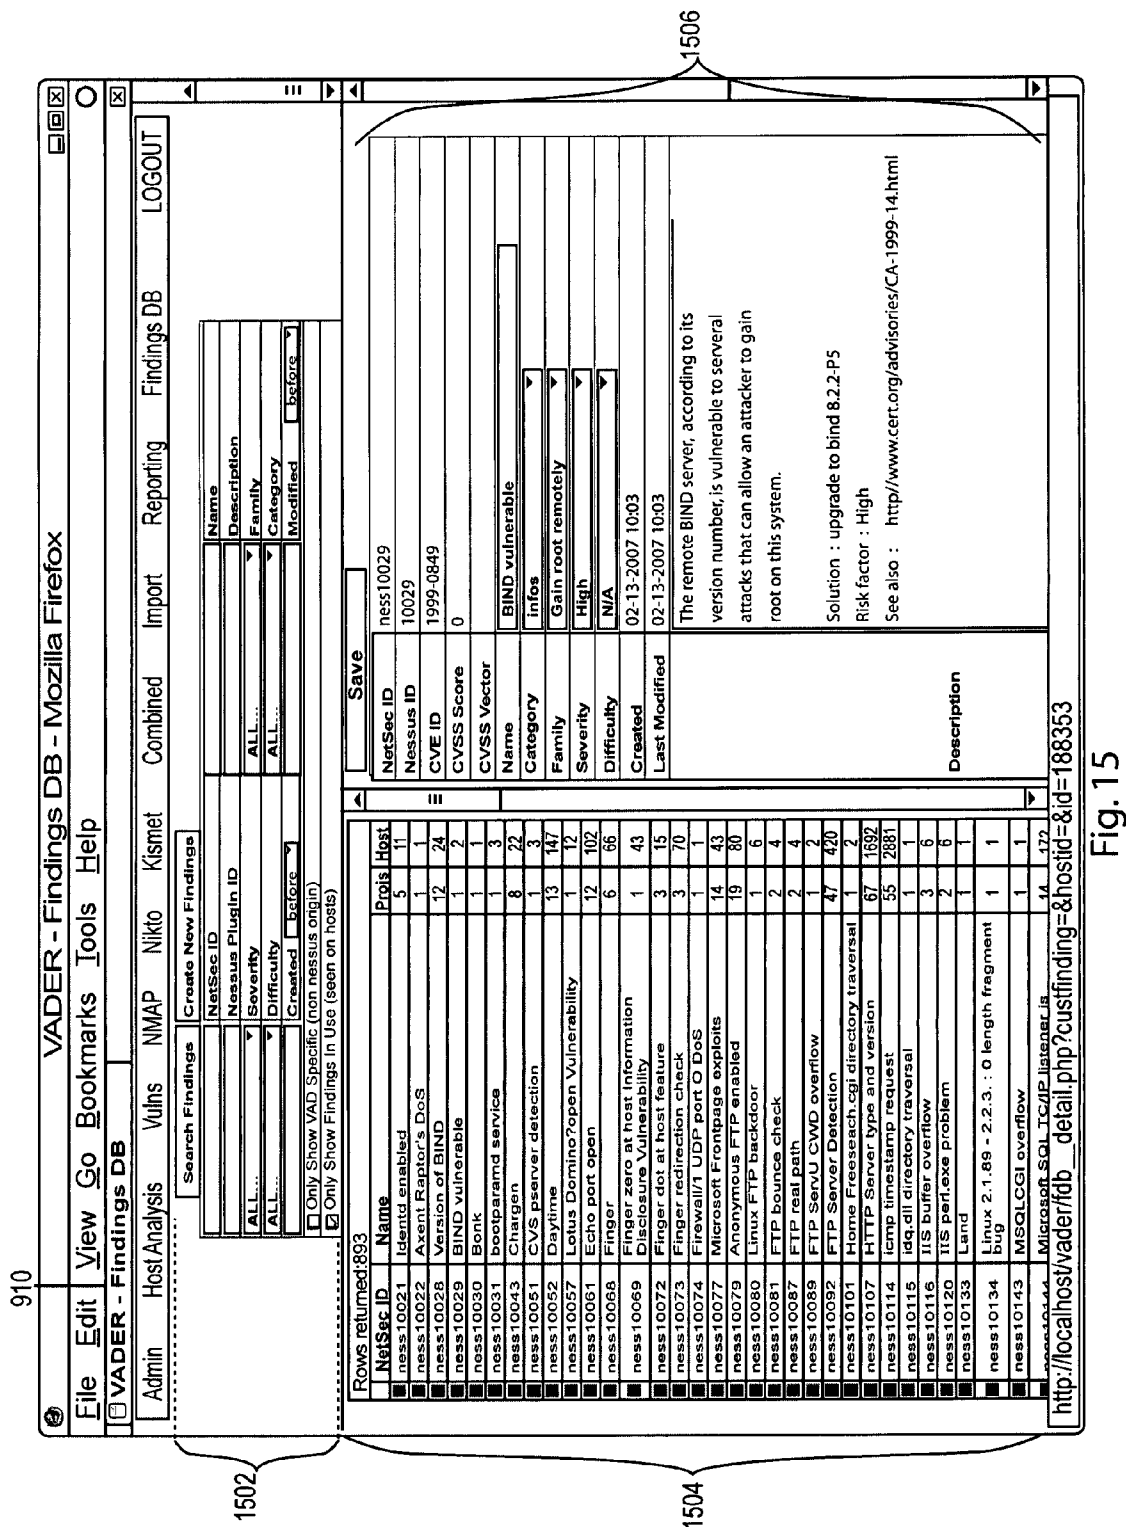 910
VADER - Findings DB - Mozilla Firefox
File Edit View Go Bookmarks Tools Help
VADER - Findings DB
Admin Host Analysis Vulns NMAP Nikto Kismet Combined Import Reporting Findings DB LOGOUT
Search Findings Create New Findings
NetSec ID Name
Nessus PlugIn ID Description
ALL... Severity ALL... Family
ALL... Difficulty ALL... Category
Created before Modified before
Only Show VAD Specific (non nessus origin)
Only Show Findings In Use (seen on hosts)
1502
Rows returned:893
NetSec ID Name Projs Host
ness10021 Identd enabled 5 11
ness10022 Axent Raptor's DoS 1 1
ness10028 Version of BIND 12 24
ness10029 BIND vulnerable 1 2
ness10030 Bonk 1 1
ness10031 bootparamd service 1 3
ness10043 Chargen 8 22
ness10051 CVS pserver detection 1 3
ness10052 Daytime 13 147
ness10057 Lotus Domino?open Vulnerability 1 12
ness10061 Echo port open 12 102
ness10068 Finger 6 66
ness10069 Finger zero at host Information
Disclosure Vulnerability 1 43
ness10072 Finger dot at host feature 3 15
ness10073 Finger redirection check 3 70
ness10074 Firewall/1 UDP port O DoS 1 1
ness10077 Microsoft Frontpage exploits 14 43
ness10079 Anonymous FTP enabled 19 80
ness10080 Linux FTP backdoor 1 6
ness10081 FTP bounce check 2 4
ness10087 FTP real path 2 4
ness10089 FTP ServU CWD overflow 1 2
ness10092 FTP Server Detection 47 420
ness10101 Home Freeseach.cgi directory traversal 1 2
ness10107 HTTP Server type and version 67 1692
ness10114 icmp timestamp request 55 2881
ness10115 idq.dll directory traversal 1 1
ness10116 IIS buffer overflow 3 6
ness10120 IIS perl.exe problem 2 6
ness10133 Land 1 1
ness10134 Linux 2.1.89 - 2.2.3. : 0 length fragment
bug 1 1
ness10143 MSQLCGI overflow 1 1
ness10144 Microsoft SQL TC/IP listener is 14 172
1504
Save
NetSec ID ness10029
Nessus ID 10029
CVE ID 1999-0849
CVSS Score 0
CVSS Vector
Name BIND vulnerable
Category infos
Family Gain root remotely
Severity High
Difficulty N/A
Created 02-13-2007 10:03
Last Modified 02-13-2007 10:03
Description
The remote BIND server, according to its
version number, is vulnerable to serveral
attacks that can allow an attacker to gain
root on this system.
Solution : upgrade to bind 8.2.2-P5
Risk factor : High
See also : http//www.cert.org/advisories/CA-1999-14.html
1506
http://localhost/vader/fdb__detail.php?custfinding=&hostid=&id=188353
Fig. 15